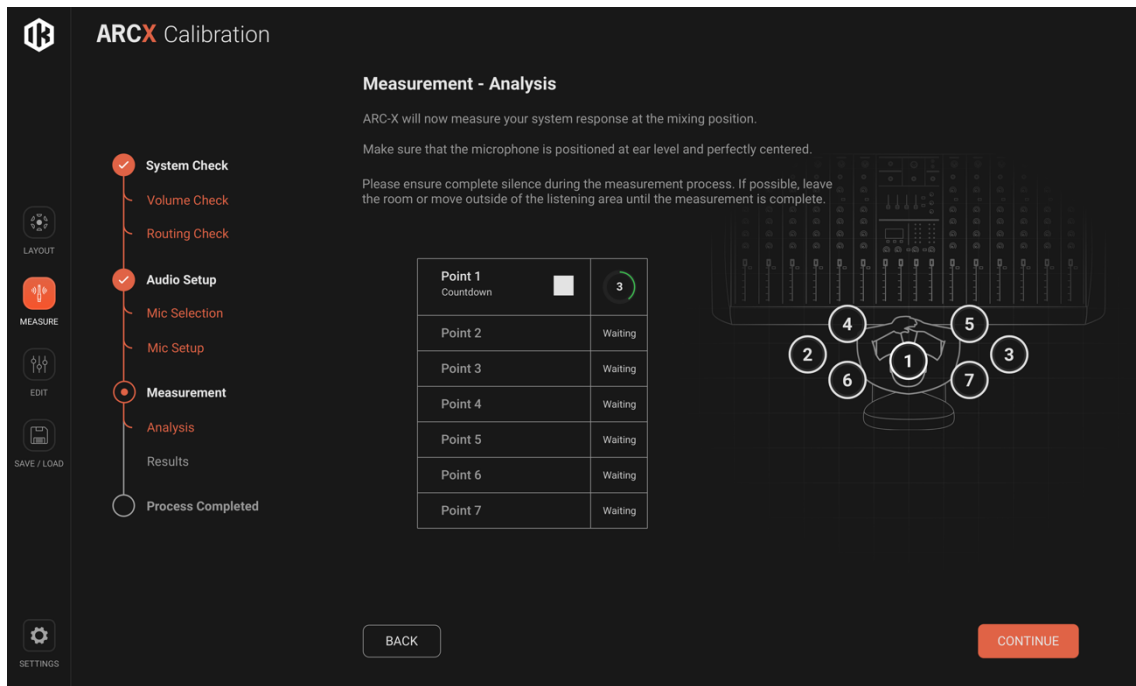 ARCX Calibration
LAYOUT
MEASURE
EDIT
SAVE / LOAD
SETTINGS
System Check
Volume Check
Routing Check
Audio Setup
Mic Selection
Mic Setup
Measurement
Analysis
Results
Process Completed
Measurement - Analysis
ARC-X will now measure your system response at the mixing position.
Make sure that the microphone is positioned at ear level and perfectly centered.
Please ensure complete silence during the measurement process. If possible, leave
the room or move outside of the listening area until the measurement is complete.
Point 1
Countdown
3
Point 2 Waiting
Point 3 Waiting
Point 4 Waiting
Point 5 Waiting
Point 6 Waiting
Point 7 Waiting
4 5
2 1 3
6 7
BACK
CONTINUE